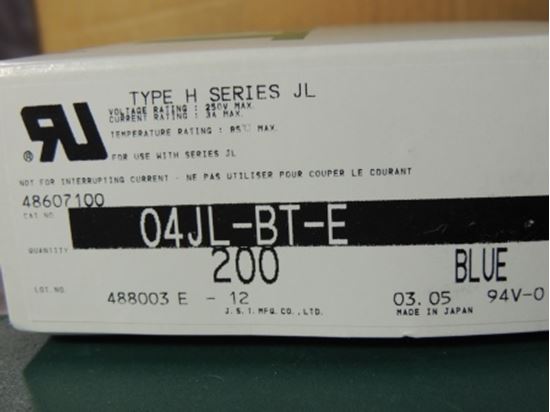 TYPE H SERIES JL
VOLTAGE RATING : 250V MAX.
CURRENT RATING : 3A MAX.
TEMPERATURE RATING : 85℃ MAX.
FOR USE WITH SERIES JL
NOT FOR INTERRUPTING CURRENT - NE PAS UTILISER POUR COUPER LE COURANT
48607100
CAT NO. 04JL-BT-E
QUANTITY 200 BLUE
LOT.NO. 488003 E - 12 03.05 94V-0
J.S.T.MFG.CO.,LTD. MADE IN JAPAN